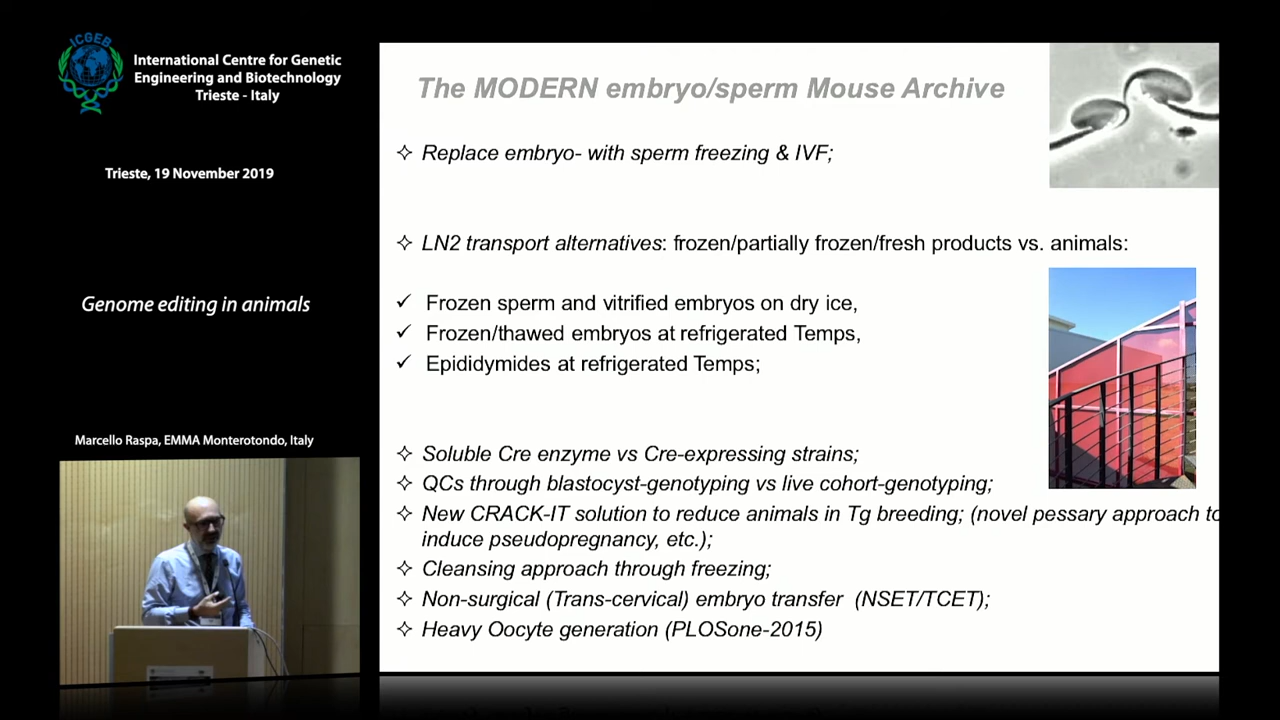 ICGEB
International Centre for Genetic
Engineering and Biotechnology
Trieste - Italy
Trieste, 19 November 2019
Genome editing in animals
Marcello Raspa, EMMA Monterotondo, Italy
The MODERN embryo/sperm Mouse Archive
Replace embryo- with sperm freezing & IVF;
LN2 transport alternatives: frozen/partially frozen/fresh products vs. animals:
Frozen sperm and vitrified embryos on dry ice,
Frozen/thawed embryos at refrigerated Temps,
Epididymides at refrigerated Temps;
Soluble Cre enzyme vs Cre-expressing strains;
QCs through blastocyst-genotyping vs live cohort-genotyping;
New CRACK-IT solution to reduce animals in Tg breeding; (novel pessary approach to
induce pseudopregnancy, etc.);
Cleansing approach through freezing;
Non-surgical (Trans-cervical) embryo transfer (NSET/TCET);
Heavy Oocyte generation (PLOSone-2015)